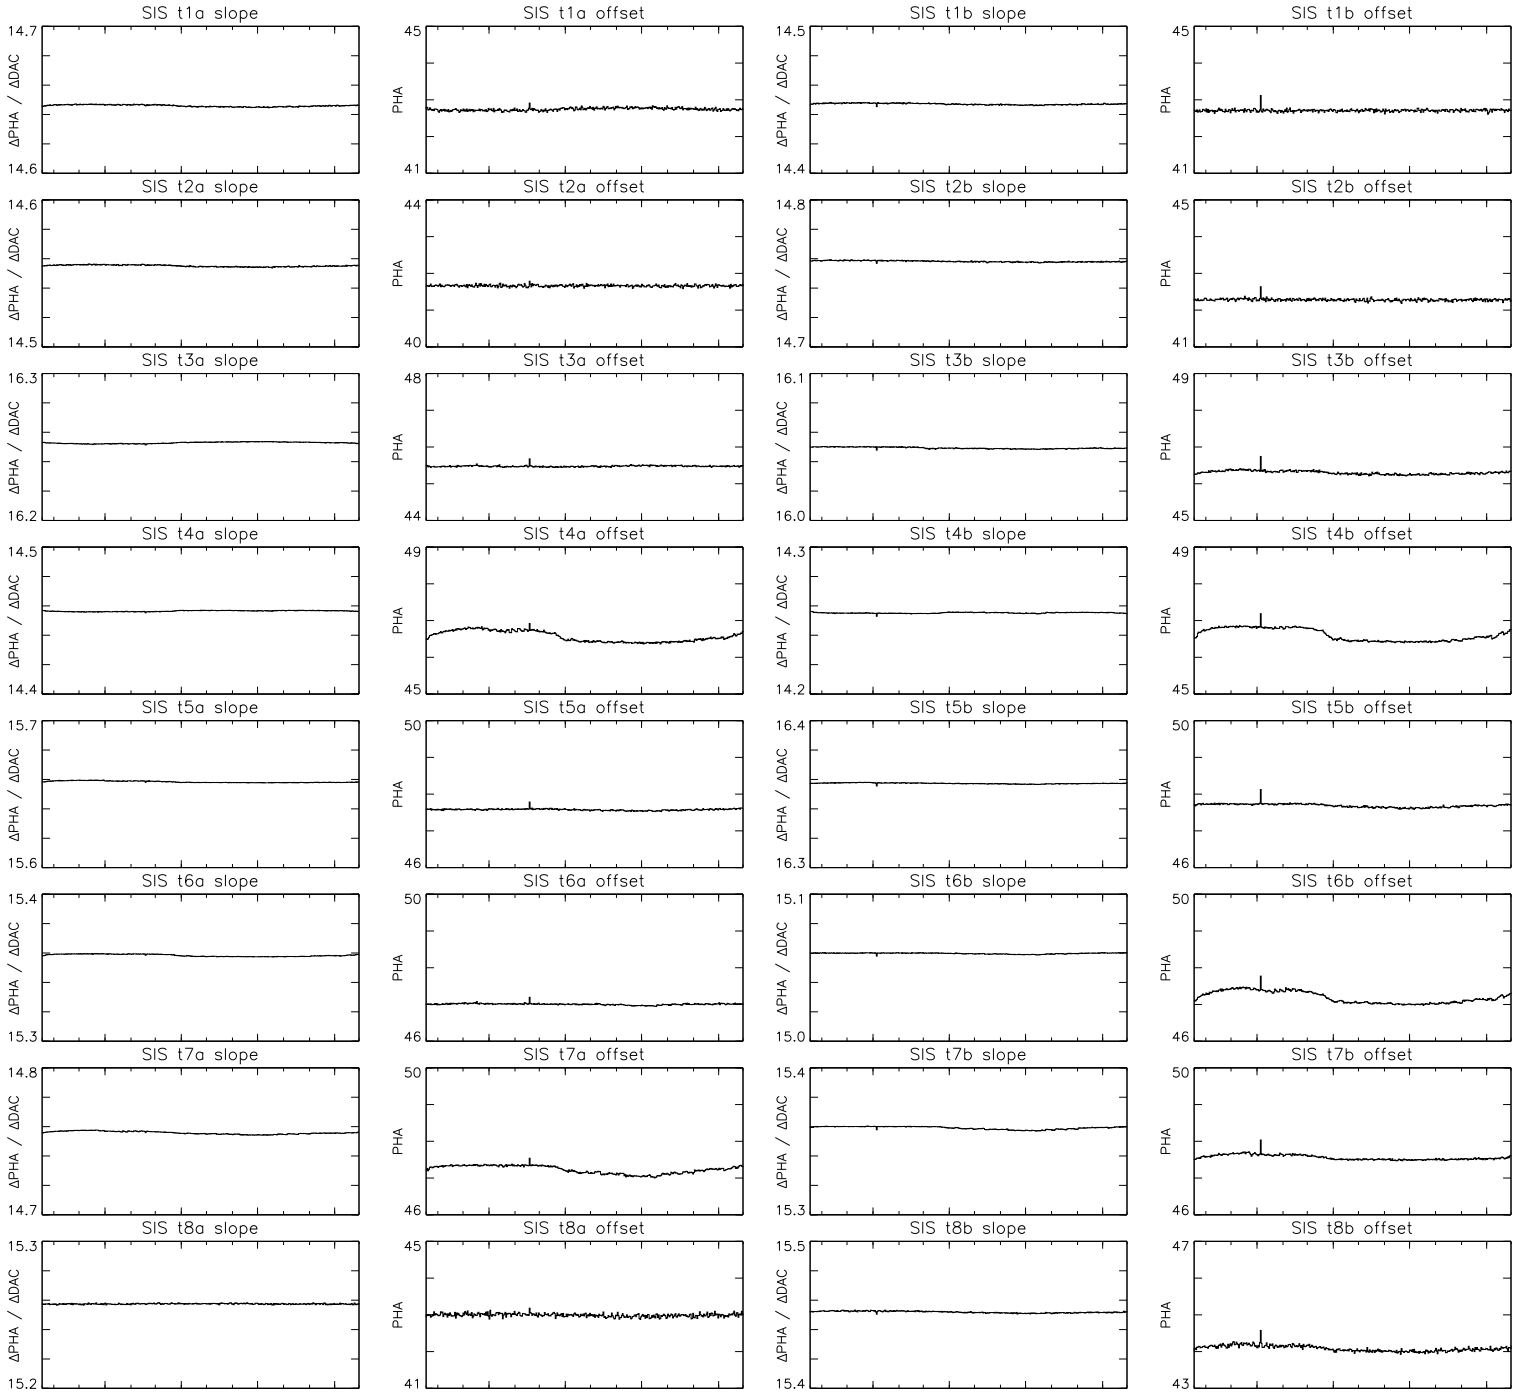 SIS t1a slope
SIS t1a offset
SIS t1b slope
SIS t1b offset
14.7
ΔPHA / ΔDAC
14.6
45
PHA
41
14.5
ΔPHA / ΔDAC
14.4
45
PHA
41
SIS t2a slope
SIS t2a offset
SIS t2b slope
SIS t2b offset
14.6
ΔPHA / ΔDAC
14.5
44
PHA
40
14.8
ΔPHA / ΔDAC
14.7
45
PHA
41
SIS t3a slope
SIS t3a offset
SIS t3b slope
SIS t3b offset
16.3
ΔPHA / ΔDAC
16.2
48
PHA
44
16.1
ΔPHA / ΔDAC
16.0
49
PHA
45
SIS t4a slope
SIS t4a offset
SIS t4b slope
SIS t4b offset
14.5
ΔPHA / ΔDAC
14.4
49
PHA
45
14.3
ΔPHA / ΔDAC
14.2
49
PHA
45
SIS t5a slope
SIS t5a offset
SIS t5b slope
SIS t5b offset
15.7
ΔPHA / ΔDAC
15.6
50
PHA
46
16.4
ΔPHA / ΔDAC
16.3
50
PHA
46
SIS t6a slope
SIS t6a offset
SIS t6b slope
SIS t6b offset
15.4
ΔPHA / ΔDAC
15.3
50
PHA
46
15.1
ΔPHA / ΔDAC
15.0
50
PHA
46
SIS t7a slope
SIS t7a offset
SIS t7b slope
SIS t7b offset
14.8
ΔPHA / ΔDAC
14.7
50
PHA
46
15.4
ΔPHA / ΔDAC
15.3
50
PHA
46
SIS t8a slope
SIS t8a offset
SIS t8b slope
SIS t8b offset
15.3
ΔPHA / ΔDAC
15.2
45
PHA
41
15.5
ΔPHA / ΔDAC
15.4
47
PHA
43